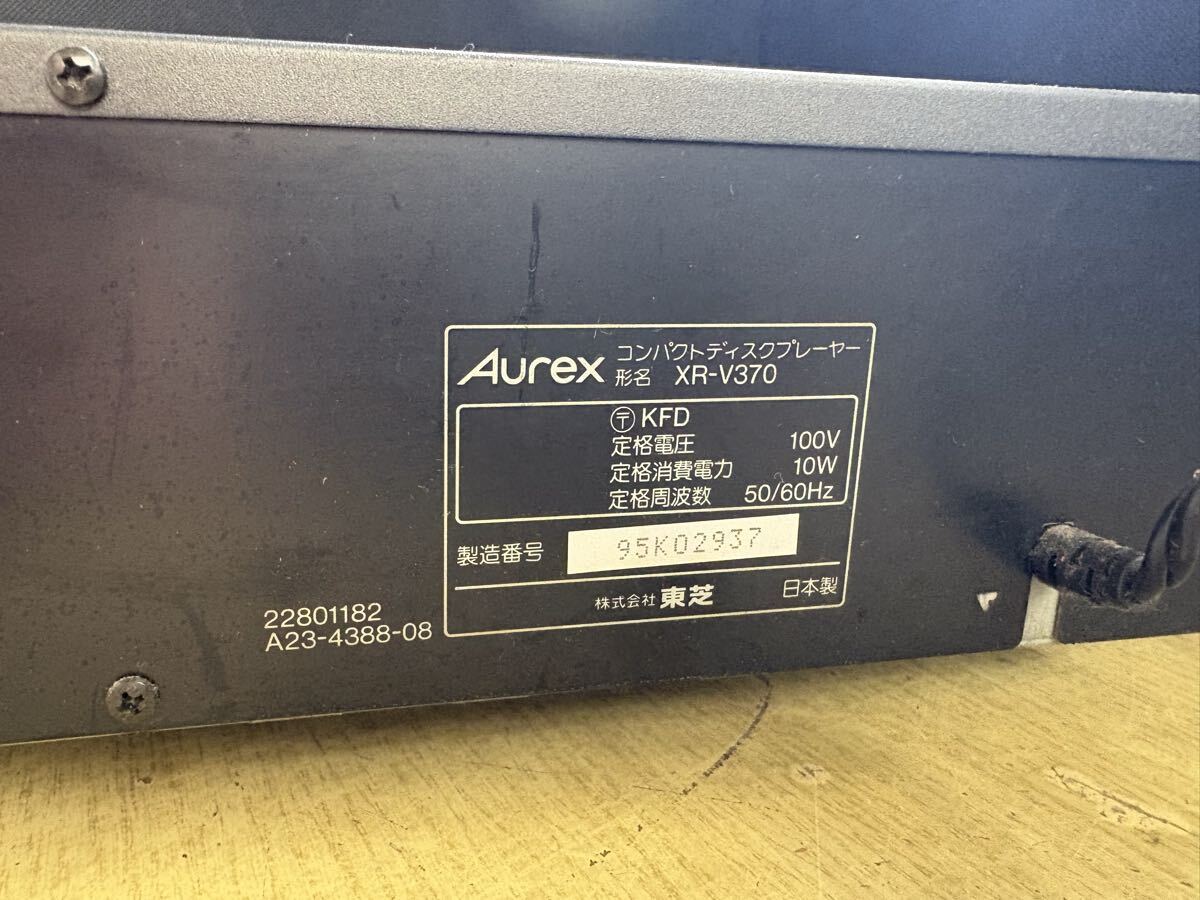 Aurex コンパクトディスクプレーヤー
形名 XR-V370
〒 KFD
定格電圧 100V
定格消費電力 10W
定格周波数 50/60Hz
製造番号 95K02937
株式会社 東芝 日本製
22801182
A23-4388-08